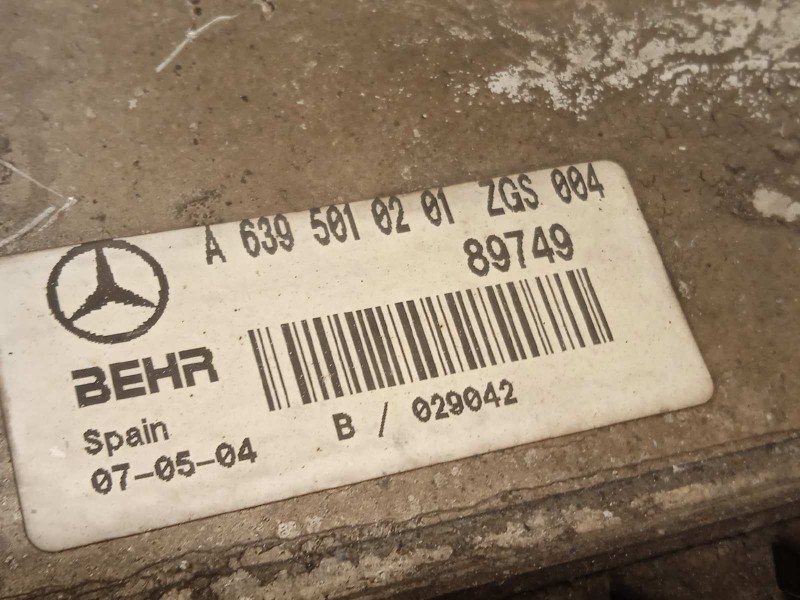 A 639 501 02 01 ZGS 004
89749
BEHR
Spain
B / 029042
07-05-04